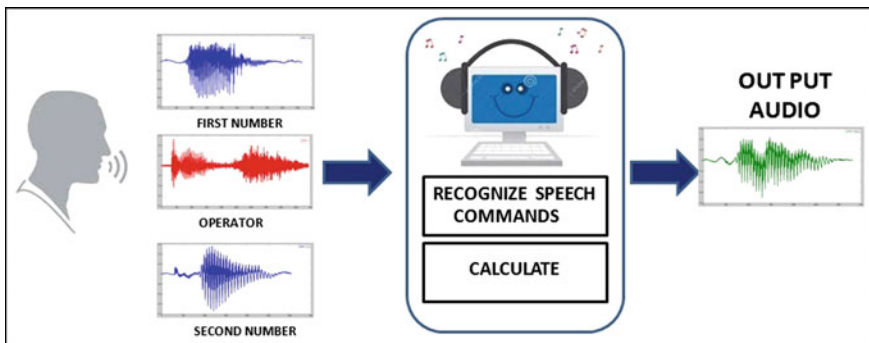 FIRST NUMBER
OPERATOR
SECOND NUMBER
RECOGNIZE SPEECH
COMMANDS
CALCULATE
OUT PUT
AUDIO